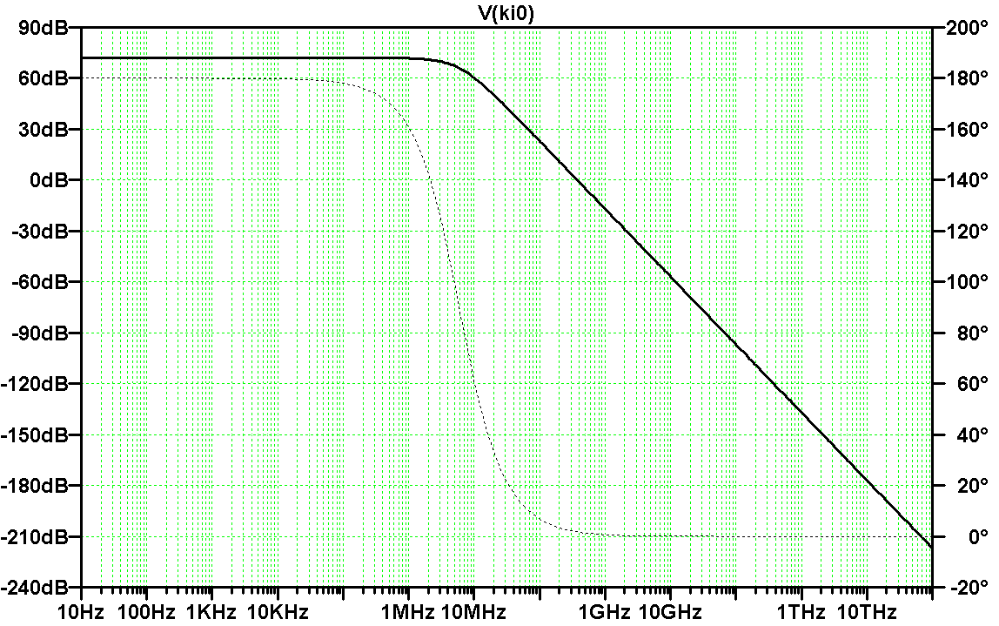 V(ki0)
90dB 200°
60dB 180°
30dB 160°
0dB 140°
-30dB 120°
-60dB 100°
-90dB 80°
-120dB 60°
-150dB 40°
-180dB 20°
-210dB 0°
-240dB -20°
10Hz 100Hz 1KHz 10KHz 1MHz 10MHz 1GHz 10GHz 1THz 10THz